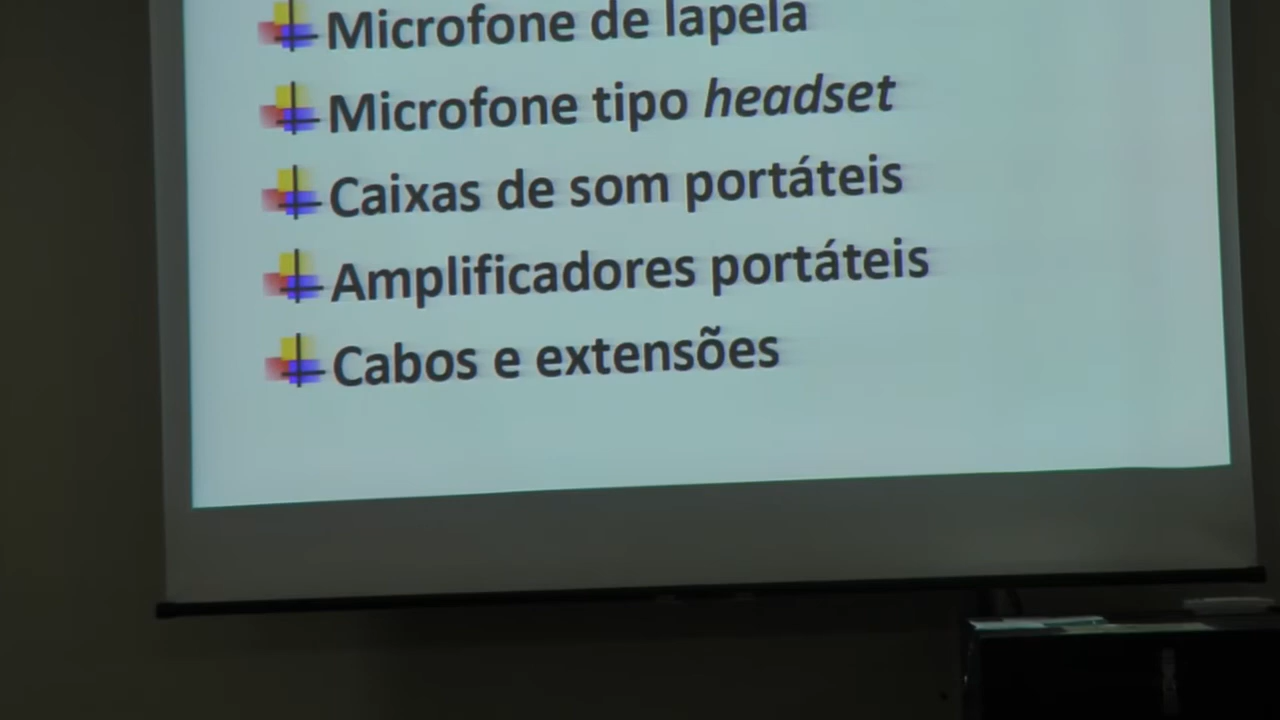 Microfone de lapela
Microfone tipo headset
Caixas de som portáteis
Amplificadores portáteis
Cabos e extensões